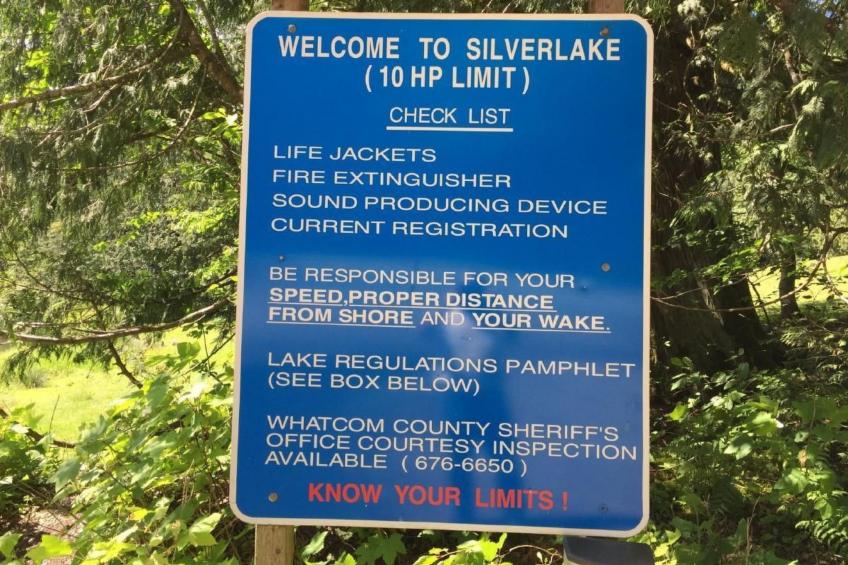 WELCOME TO SILVERLAKE
( 10 HP LIMIT )
CHECK LIST
LIFE JACKETS
FIRE EXTINGUISHER
SOUND PRODUCING DEVICE
CURRENT REGISTRATION
BE RESPONSIBLE FOR YOUR
SPEED,PROPER DISTANCE
FROM SHORE AND YOUR WAKE.
LAKE REGULATIONS PAMPHLET
(SEE BOX BELOW)
WHATCOM COUNTY SHERIFF'S
OFFICE COURTESY INSPECTION
AVAILABLE ( 676-6650 )
KNOW YOUR LIMITS !